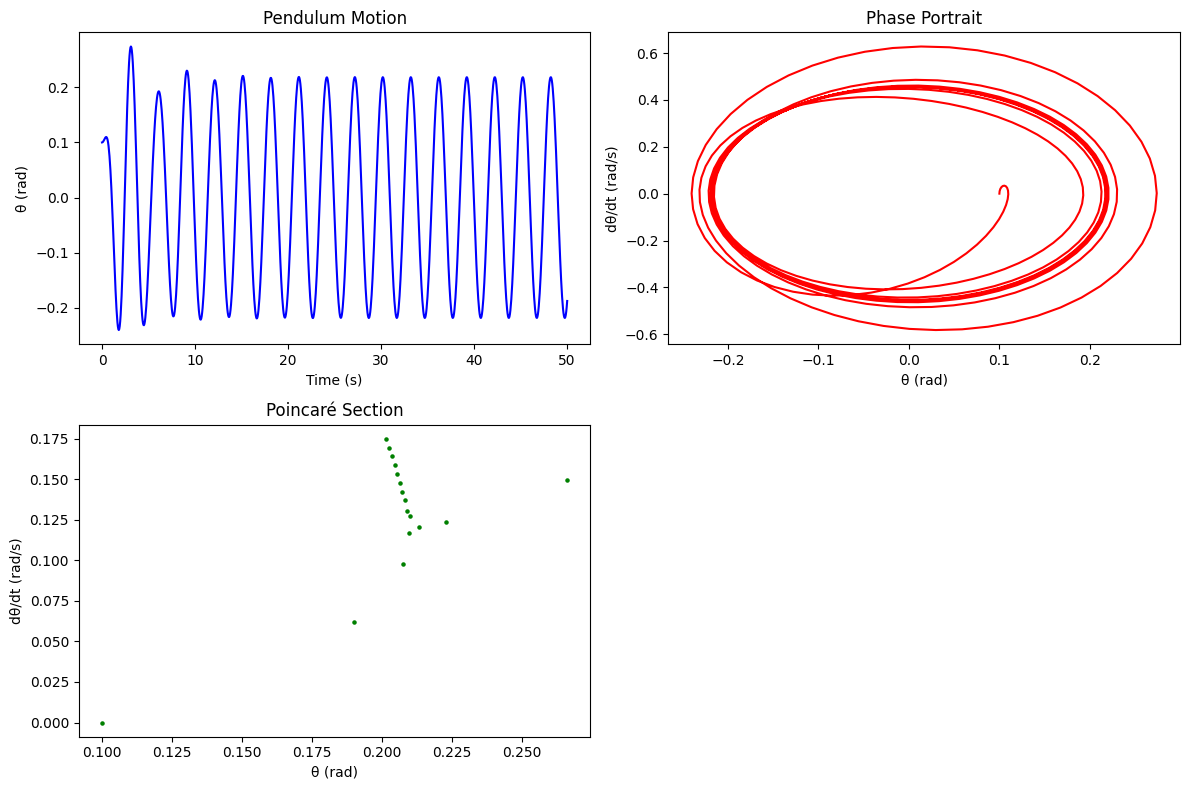 Pendulum Motion
θ (rad)
0.2
0.1
0.0
−0.1
−0.2
0 10 20 30 40 50
Time (s)
Phase Portrait
dθ/dt (rad/s)
0.6
0.4
0.2
0.0
−0.2
−0.4
−0.6
−0.2 −0.1 0.0 0.1 0.2
θ (rad)
Poincaré Section
dθ/dt (rad/s)
0.175
0.150
0.125
0.100
0.075
0.050
0.025
0.000
0.100 0.125 0.150 0.175 0.200 0.225 0.250
θ (rad)